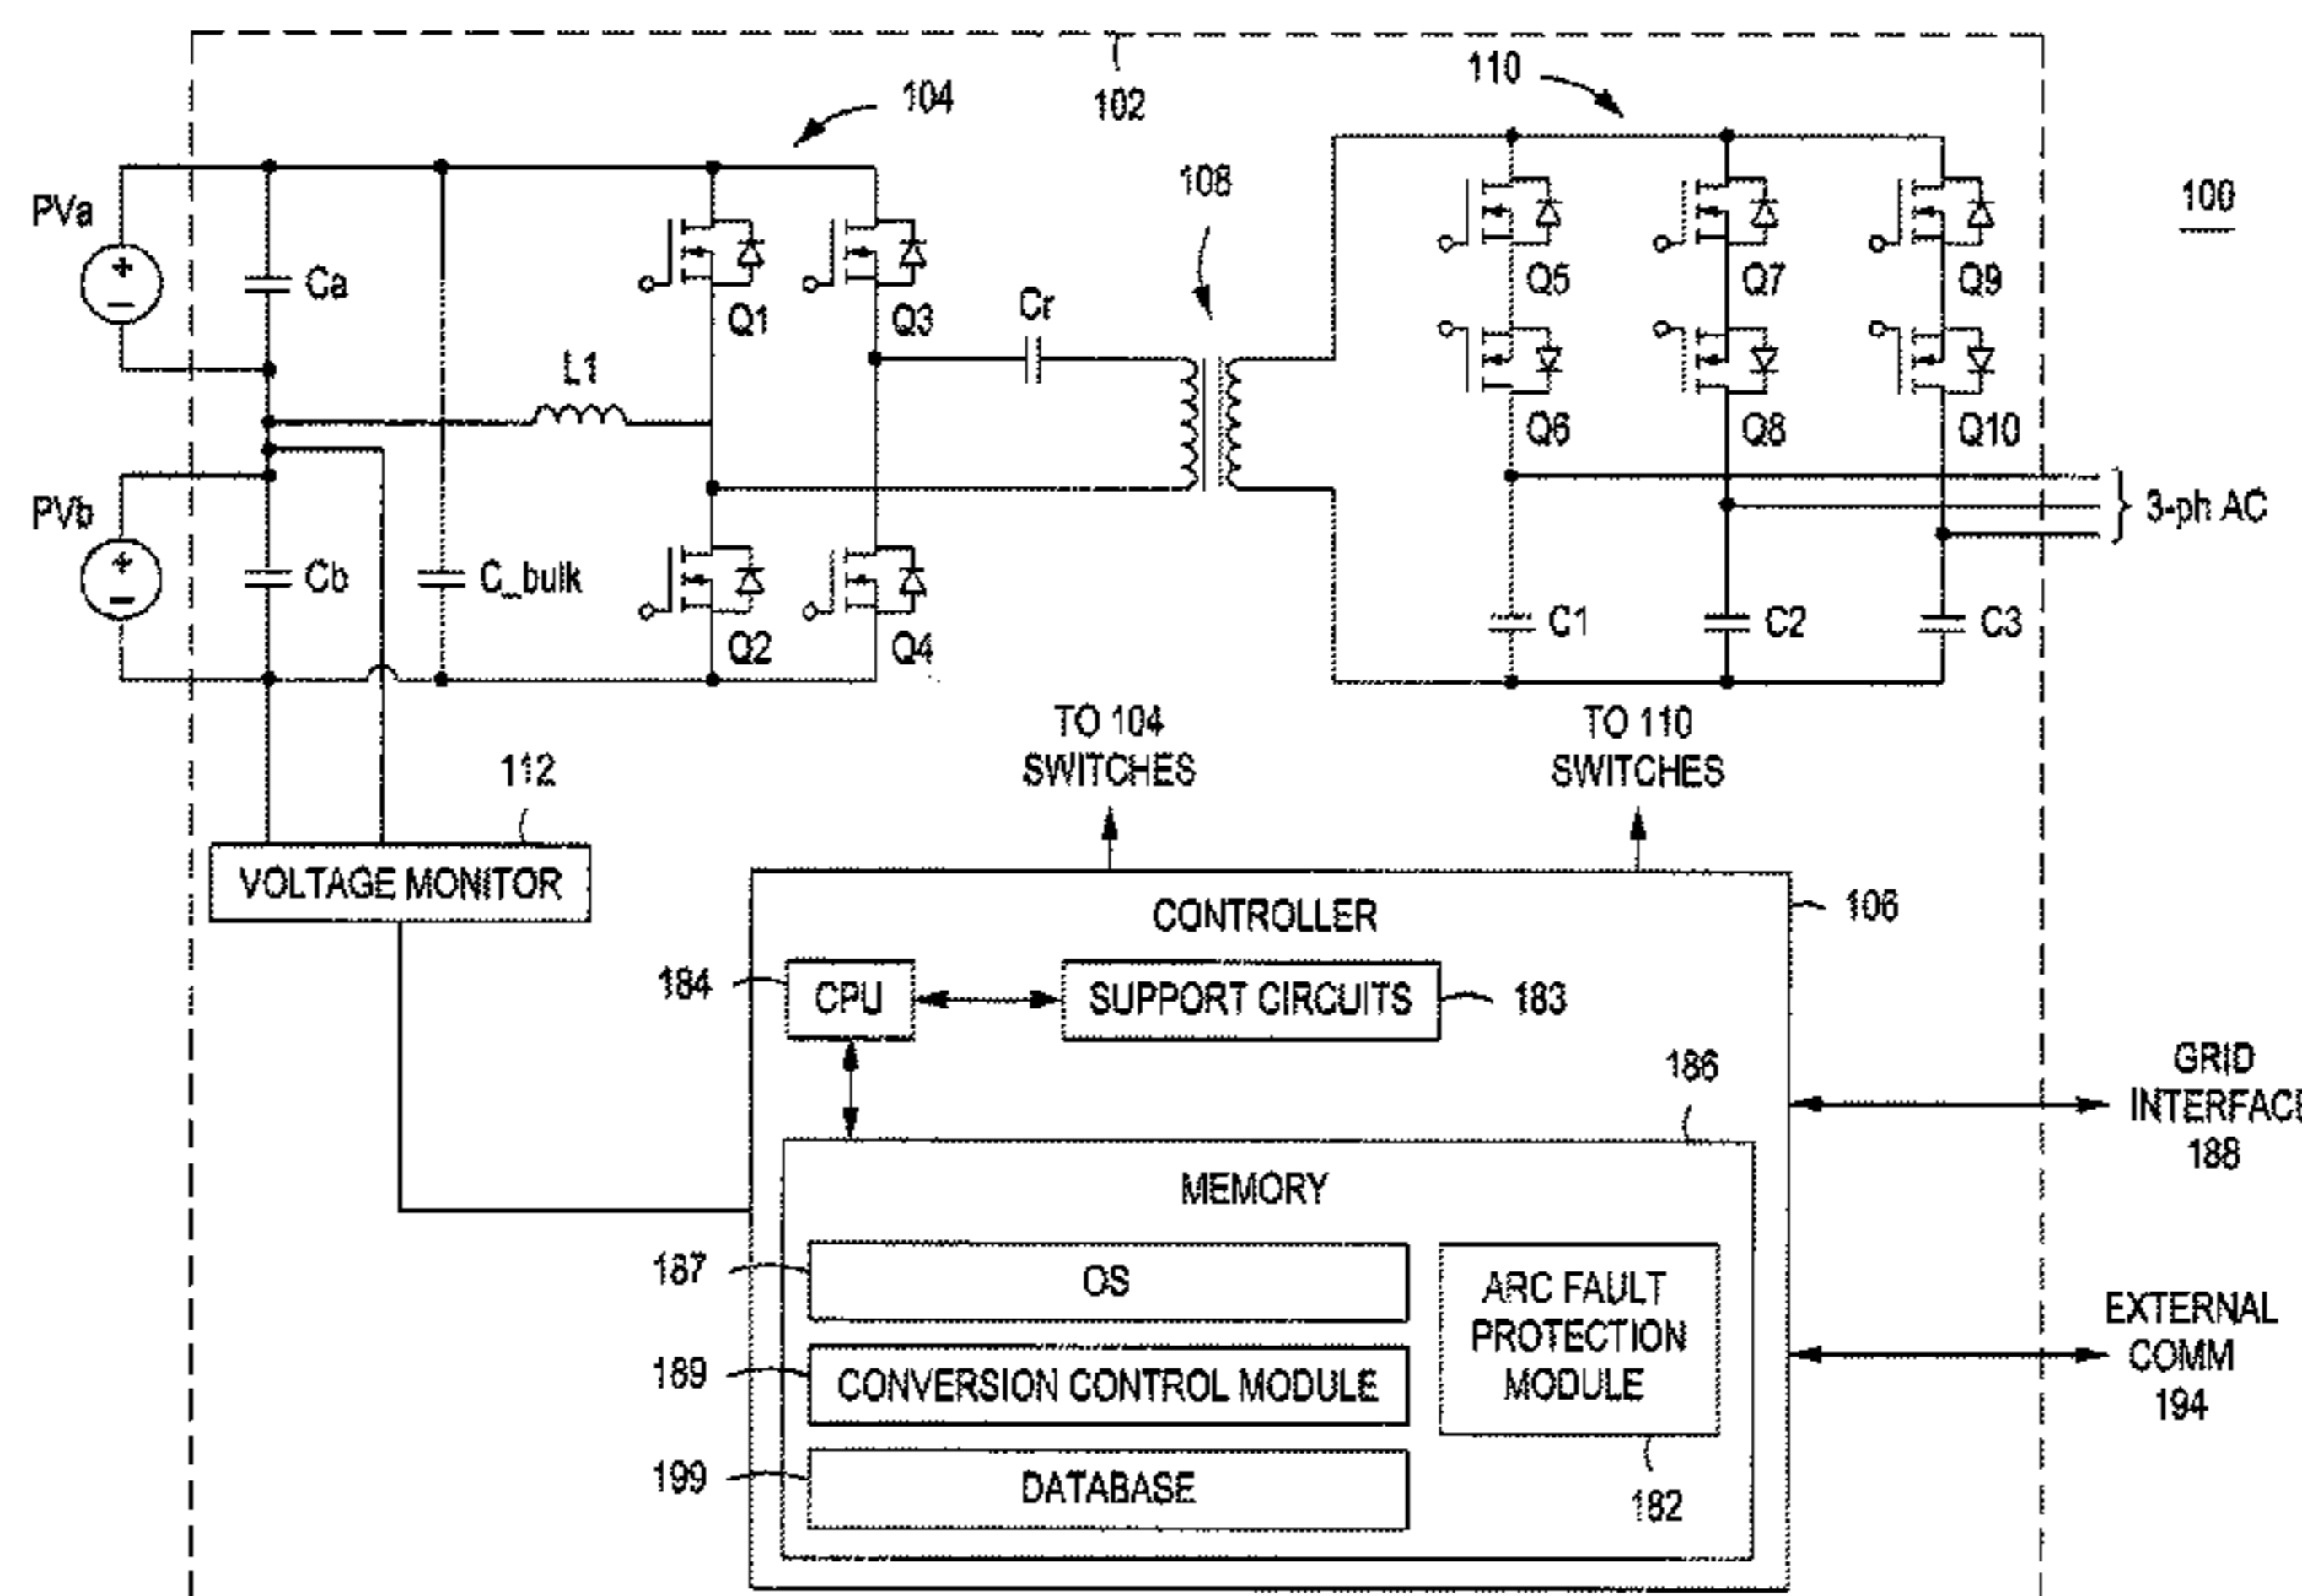 102
104
110
108
100
PVa
Ca
Q1
Q3
Cr
Q5
Q7
Q9
L1
Q6
Q8
Q10
PVb
3-ph AC
Cb
C_bulk
Q2
Q4
C1
C2
C3
TO 104
SWITCHES
TO 110
SWITCHES
112
VOLTAGE MONITOR
CONTROLLER
106
184
CPU
SUPPORT CIRCUITS
183
186
GRID
INTERFACE
188
MEMORY
187
OS
189
CONVERSION CONTROL MODULE
199
DATABASE
ARC FAULT
PROTECTION
MODULE
182
EXTERNAL
COMM
194